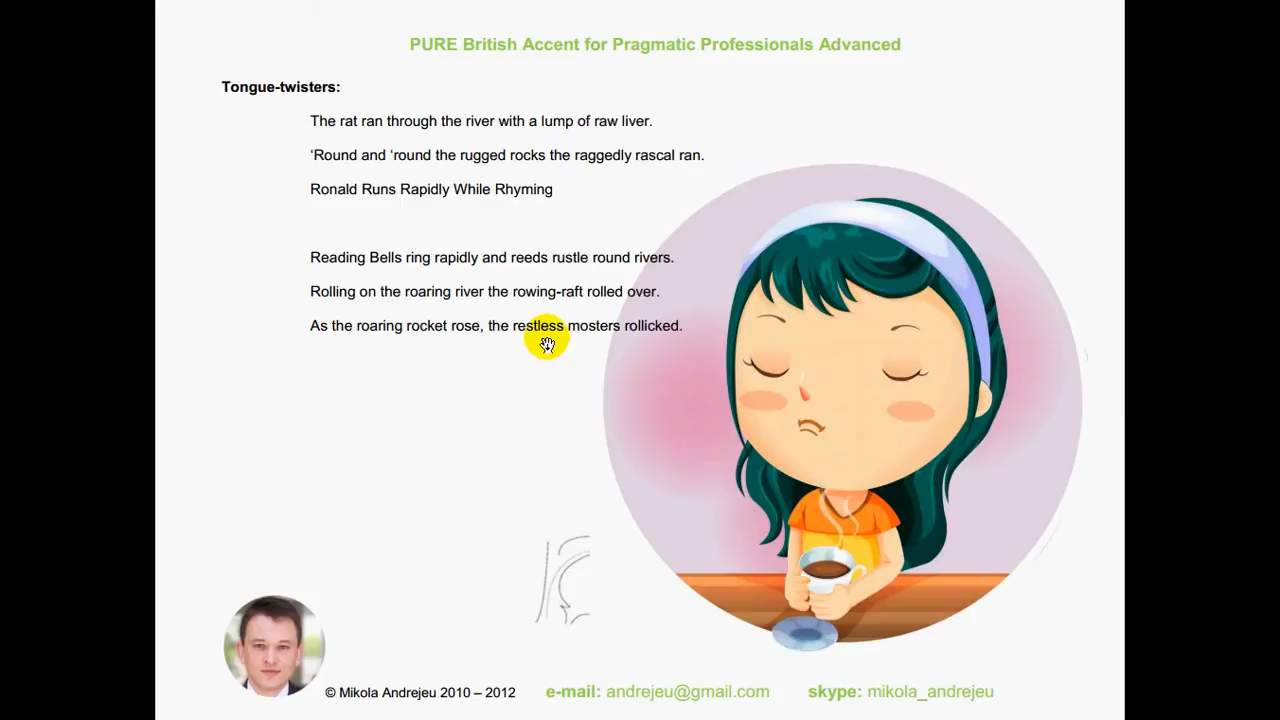 PURE British Accent for Pragmatic Professionals Advanced
Tongue-twisters:
The rat ran through the river with a lump of raw liver.
‘Round and ‘round the rugged rocks the raggedly rascal ran.
Ronald Runs Rapidly While Rhyming
Reading Bells ring rapidly and reeds rustle round rivers.
Rolling on the roaring river the rowing-raft rolled over.
As the roaring rocket rose, the restless mosters rollicked.
© Mikola Andrejeu 2010 – 2012 e-mail: andrejeu@gmail.com skype: mikola_andrejeu